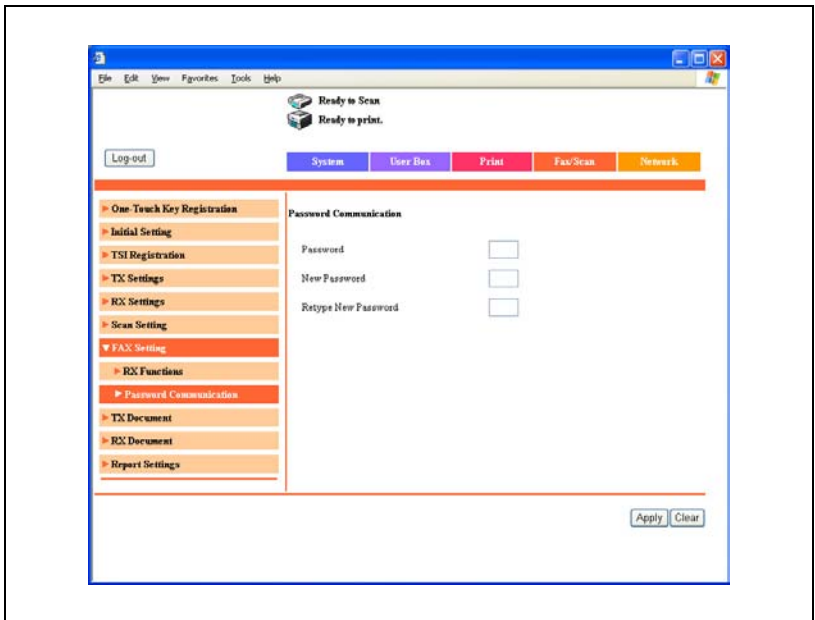 File Edit View Favorites Tools Help
Ready to Scan
Ready to print.
Log-out
System User Box Print Fax/Scan Network
One-Touch Key Registration
Initial Setting
TSI Registration
TX Settings
RX Settings
Scan Setting
FAX Setting
RX Functions
Password Communication
TX Document
RX Document
Report Settings
Password Communication
Password
New Password
Retype New Password
Apply Clear